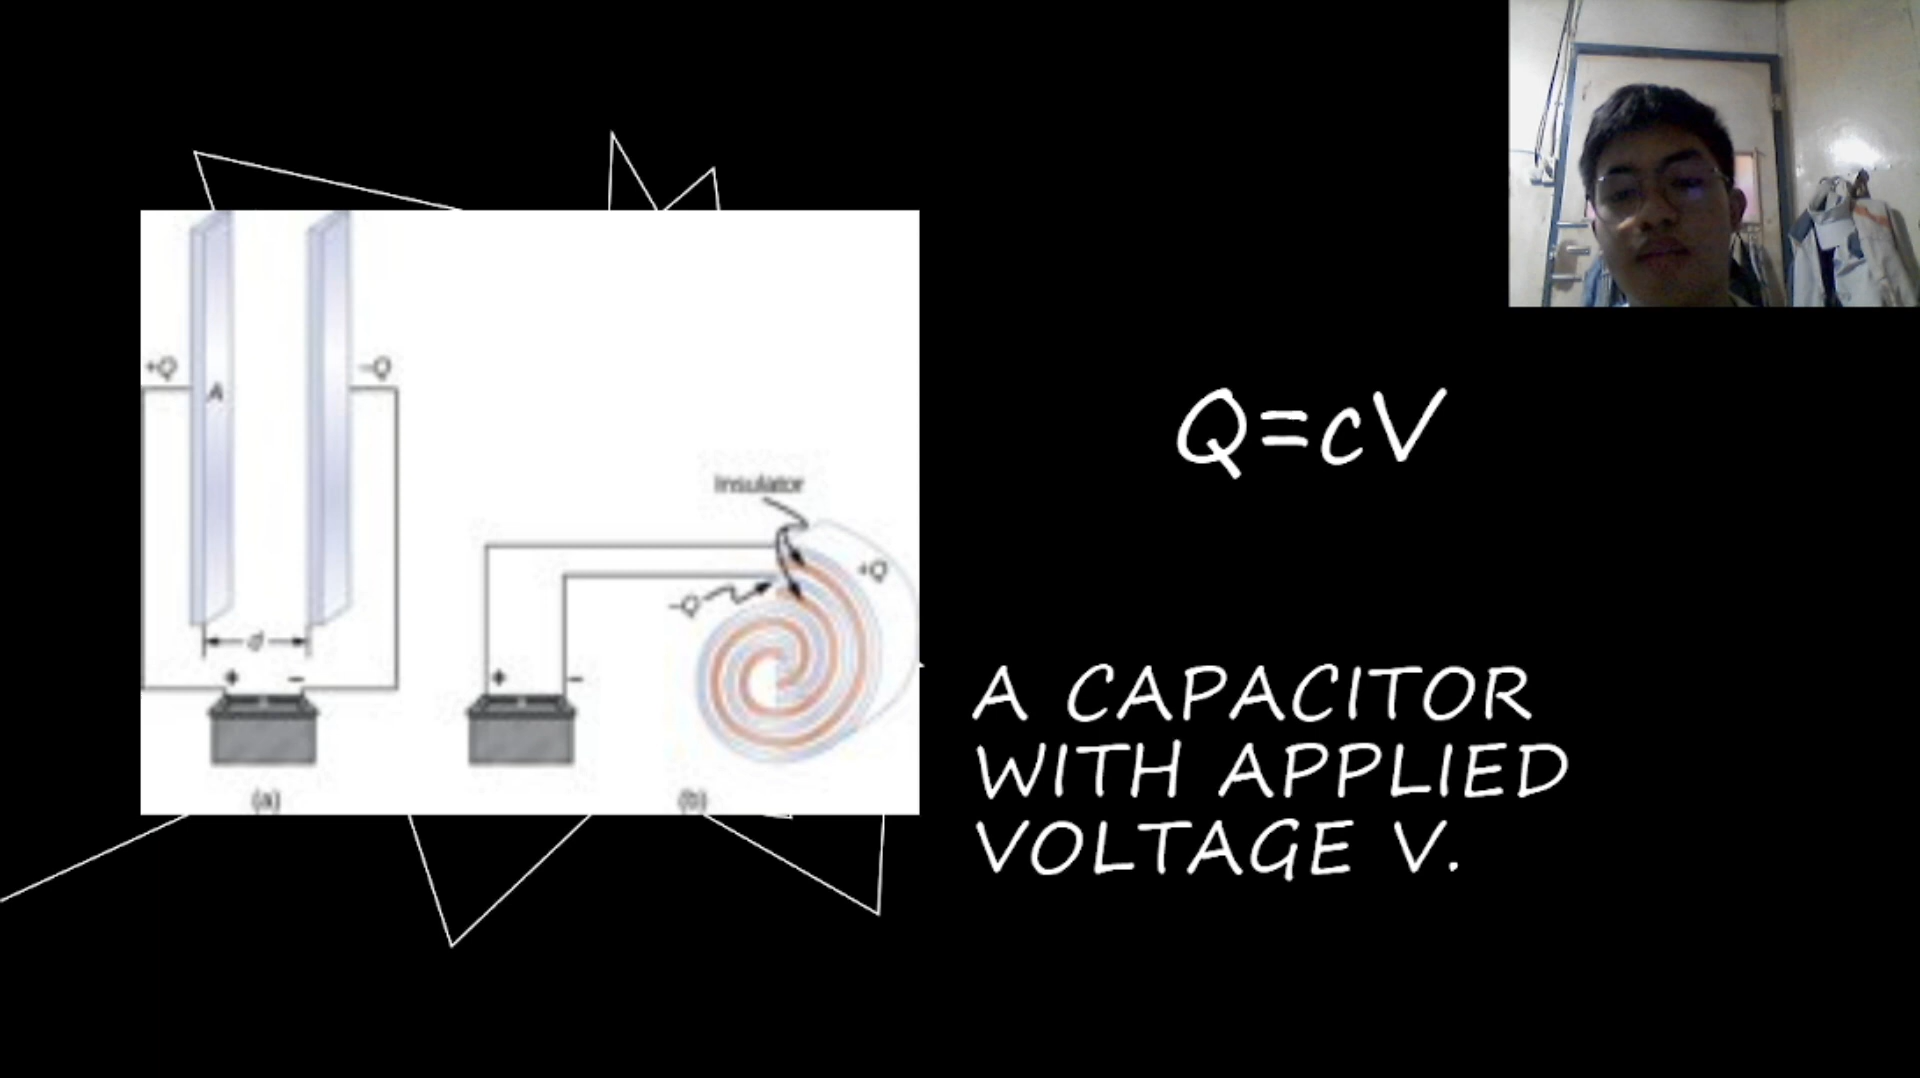 +Q
A
-Q
d
+ -
(a)
Insulator
+Q
-Q
+ -
(b)
Q=cV
A CAPACITOR
WITH APPLIED
VOLTAGE V.